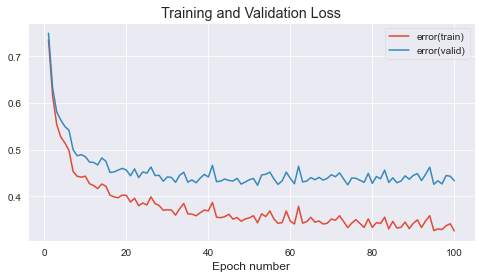 Training and Validation Loss
error(train)
error(valid)
0.7
0.6
0.5
0.4
0 20 40 60 80 100
Epoch number